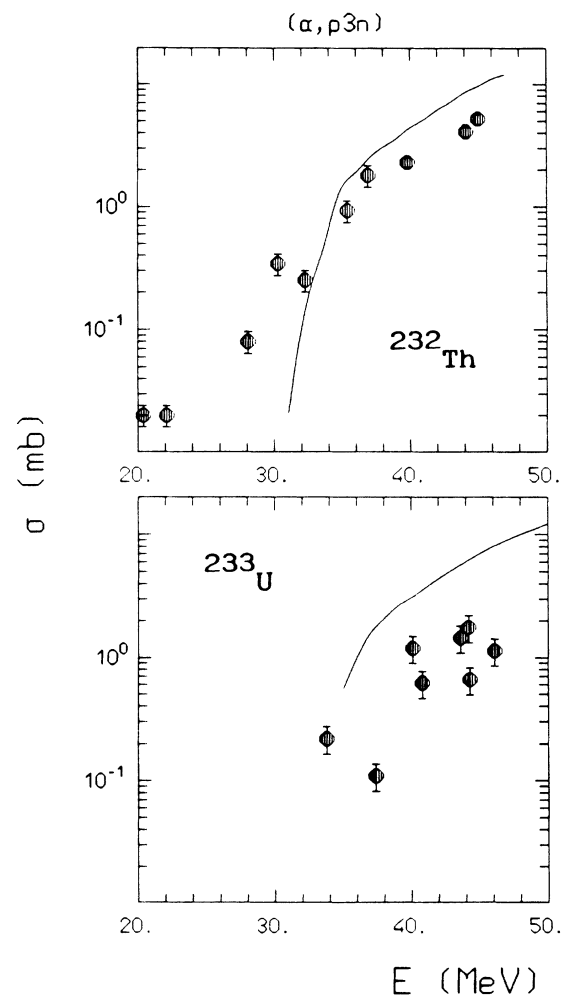 (α,p3n)
10⁰
10⁻¹
²³²Th
20. 30. 40. 50.
σ (mb)
²³³U
10⁰
10⁻¹
20. 30. 40. 50.
E (MeV)